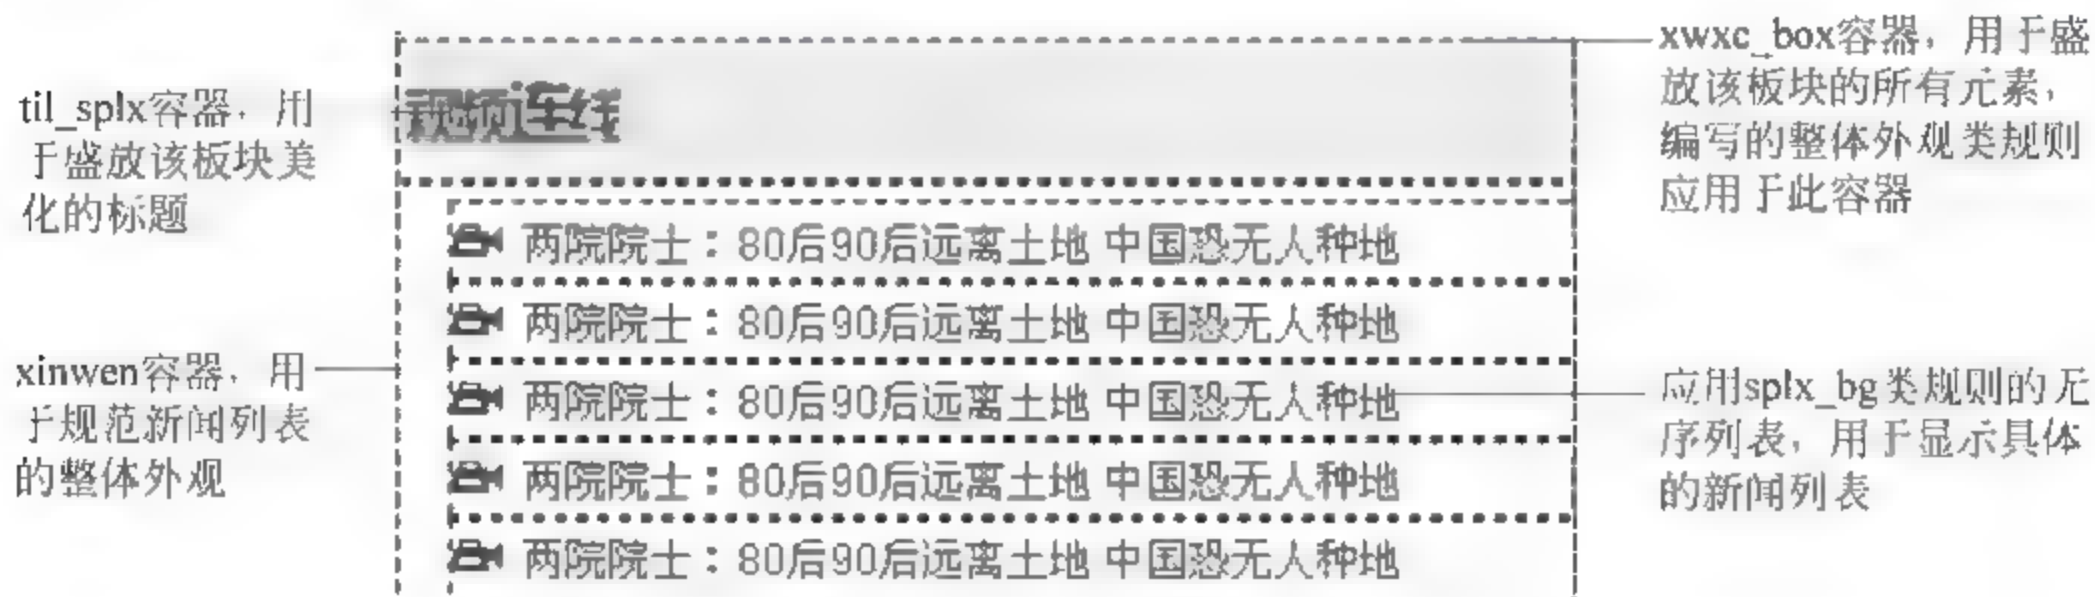 til_splx容器，用
于盛放该板块美
化的标题
xinwen容器，用
于规范新闻列表
的整体外观
视频连线
两院院士：80后90后远离土地 中国恐无人种地
两院院士：80后90后远离土地 中国恐无人种地
两院院士：80后90后远离土地 中国恐无人种地
两院院士：80后90后远离土地 中国恐无人种地
两院院士：80后90后远离土地 中国恐无人种地
xwxc_box容器，用于盛
放该板块的所有元素，
编写的整体外观类规则
应用于此容器
应用splx_bg类规则的无
序列表，用于显示具体
的新闻列表